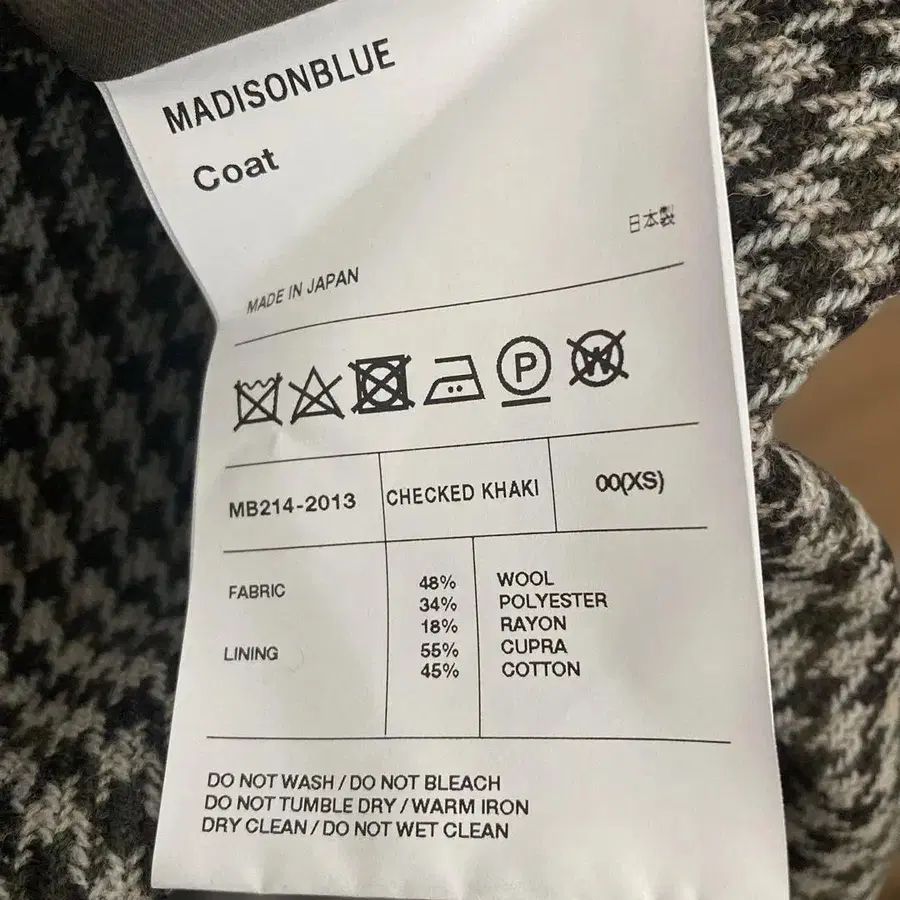 MADISONBLUE
Coat
日本製
MADE IN JAPAN
P W
MB214-2013 CHECKED KHAKI 00(XS)
FABRIC 48% WOOL
34% POLYESTER
18% RAYON
LINING 55% CUPRA
45% COTTON
DO NOT WASH / DO NOT BLEACH
DO NOT TUMBLE DRY / WARM IRON
DRY CLEAN / DO NOT WET CLEAN